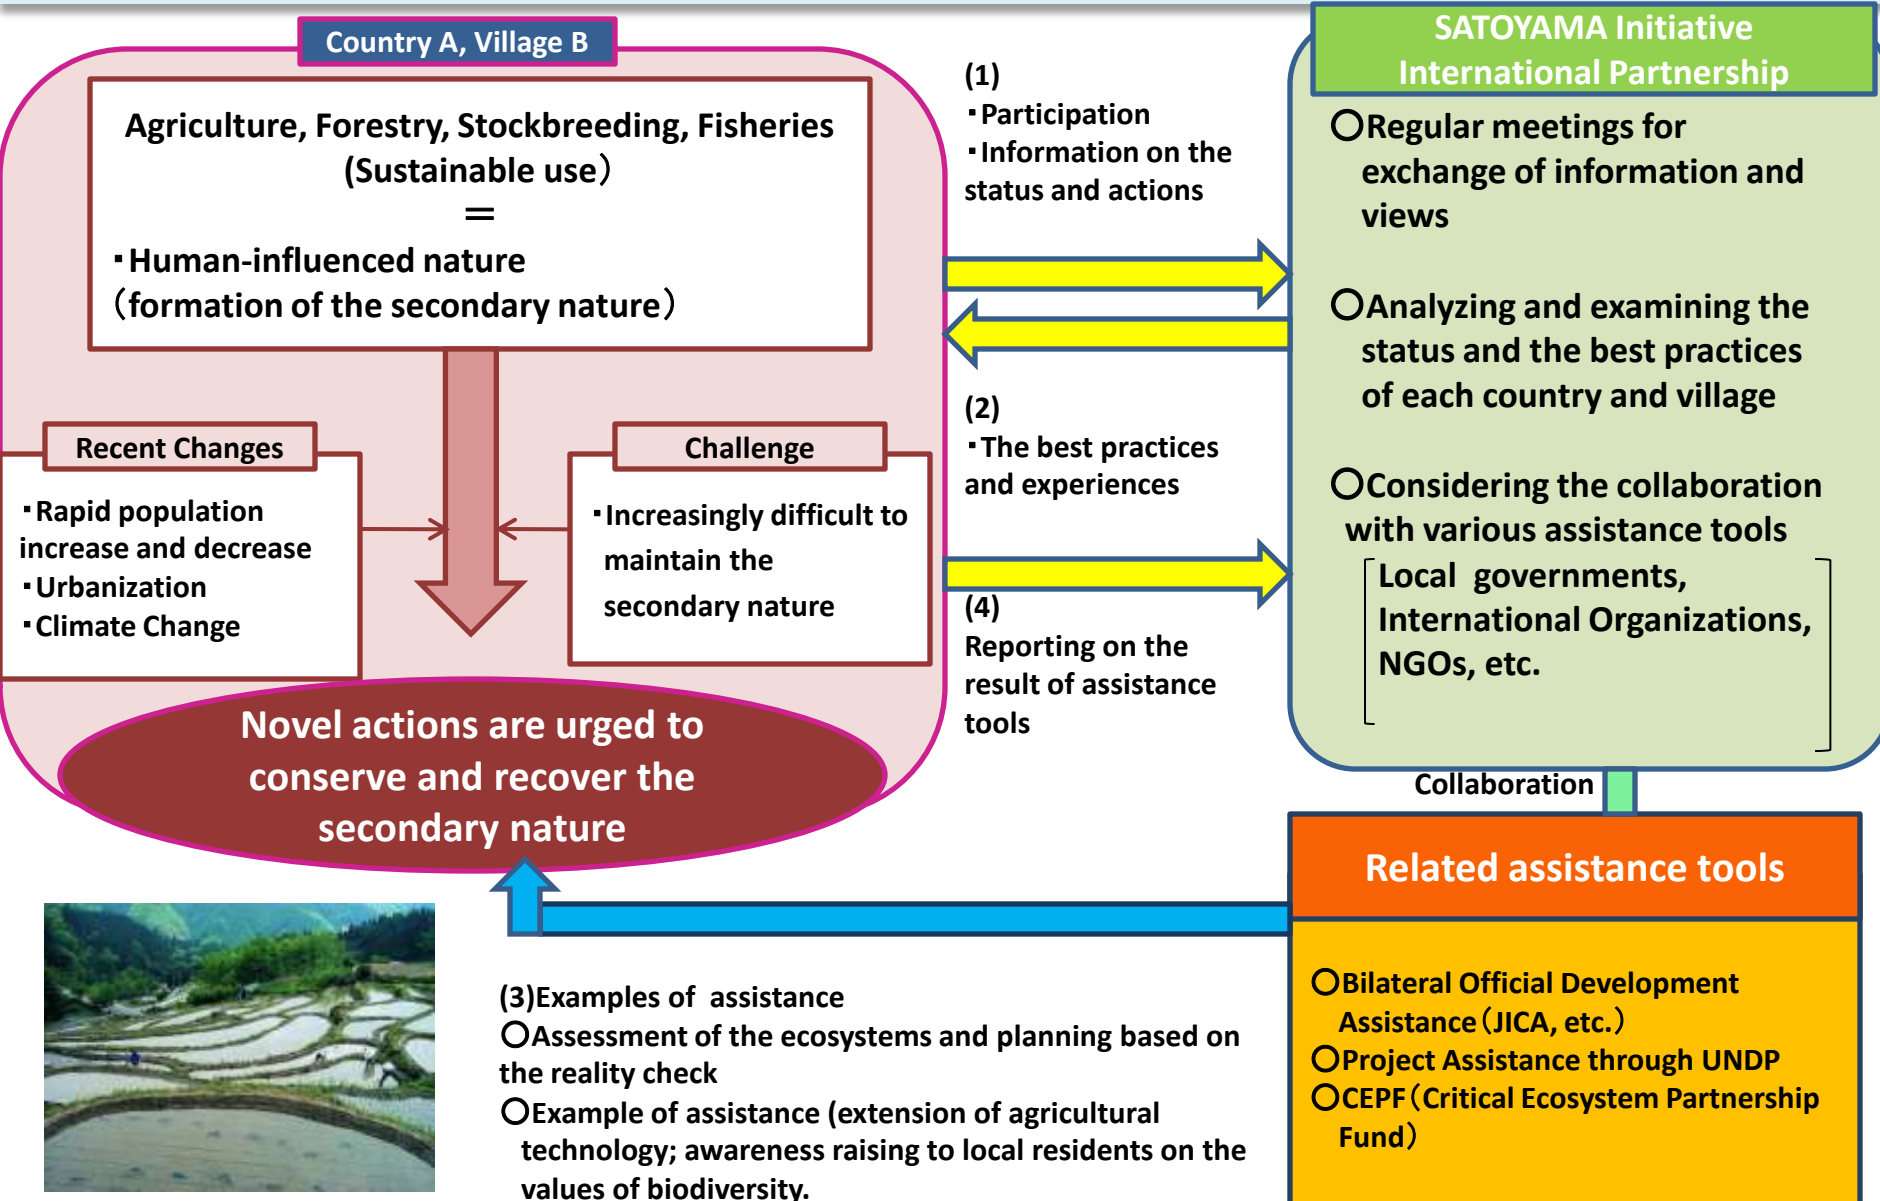 Country A, Village B
Agriculture, Forestry, Stockbreeding, Fisheries
(Sustainable use）
＝
・Human-influenced nature
（formation of the secondary nature）
Recent Changes
・Rapid population
increase and decrease
・Urbanization
・Climate Change
Challenge
・Increasingly difficult to
maintain the
secondary nature
Novel actions are urged to
conserve and recover the
secondary nature
(1)
・Participation
・Information on the
status and actions
(2)
・The best practices
and experiences
(4)
Reporting on the
result of assistance
tools
SATOYAMA Initiative
International Partnership
○Regular meetings for
exchange of information and
views
○Analyzing and examining the
status and the best practices
of each country and village
○Considering the collaboration
with various assistance tools
Local governments,
International Organizations,
NGOs, etc.
Collaboration
Related assistance tools
○Bilateral Official Development
Assistance（JICA, etc.）
○Project Assistance through UNDP
○CEPF（Critical Ecosystem Partnership
Fund）
(3)Examples of assistance
○Assessment of the ecosystems and planning based on
the reality check
○Example of assistance (extension of agricultural
technology; awareness raising to local residents on the
values of biodiversity.